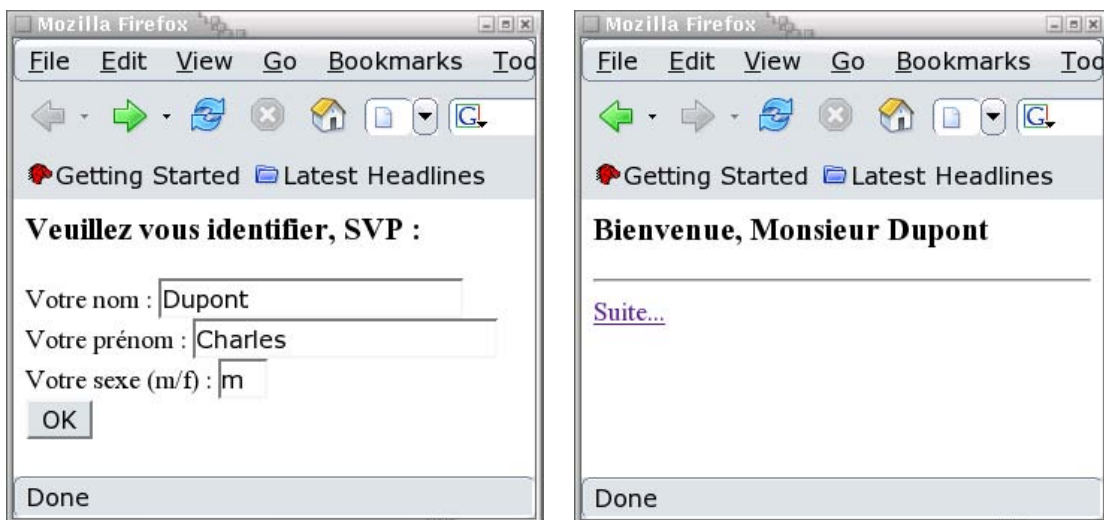 Mozilla Firefox
File Edit View Go Bookmarks Too
G
Getting Started Latest Headlines
Veuillez vous identifier, SVP :
Votre nom : Dupont
Votre prénom : Charles
Votre sexe (m/f) : m
OK
Done
Mozilla Firefox
File Edit View Go Bookmarks Too
G
Getting Started Latest Headlines
Bienvenue, Monsieur Dupont
Suite...
Done